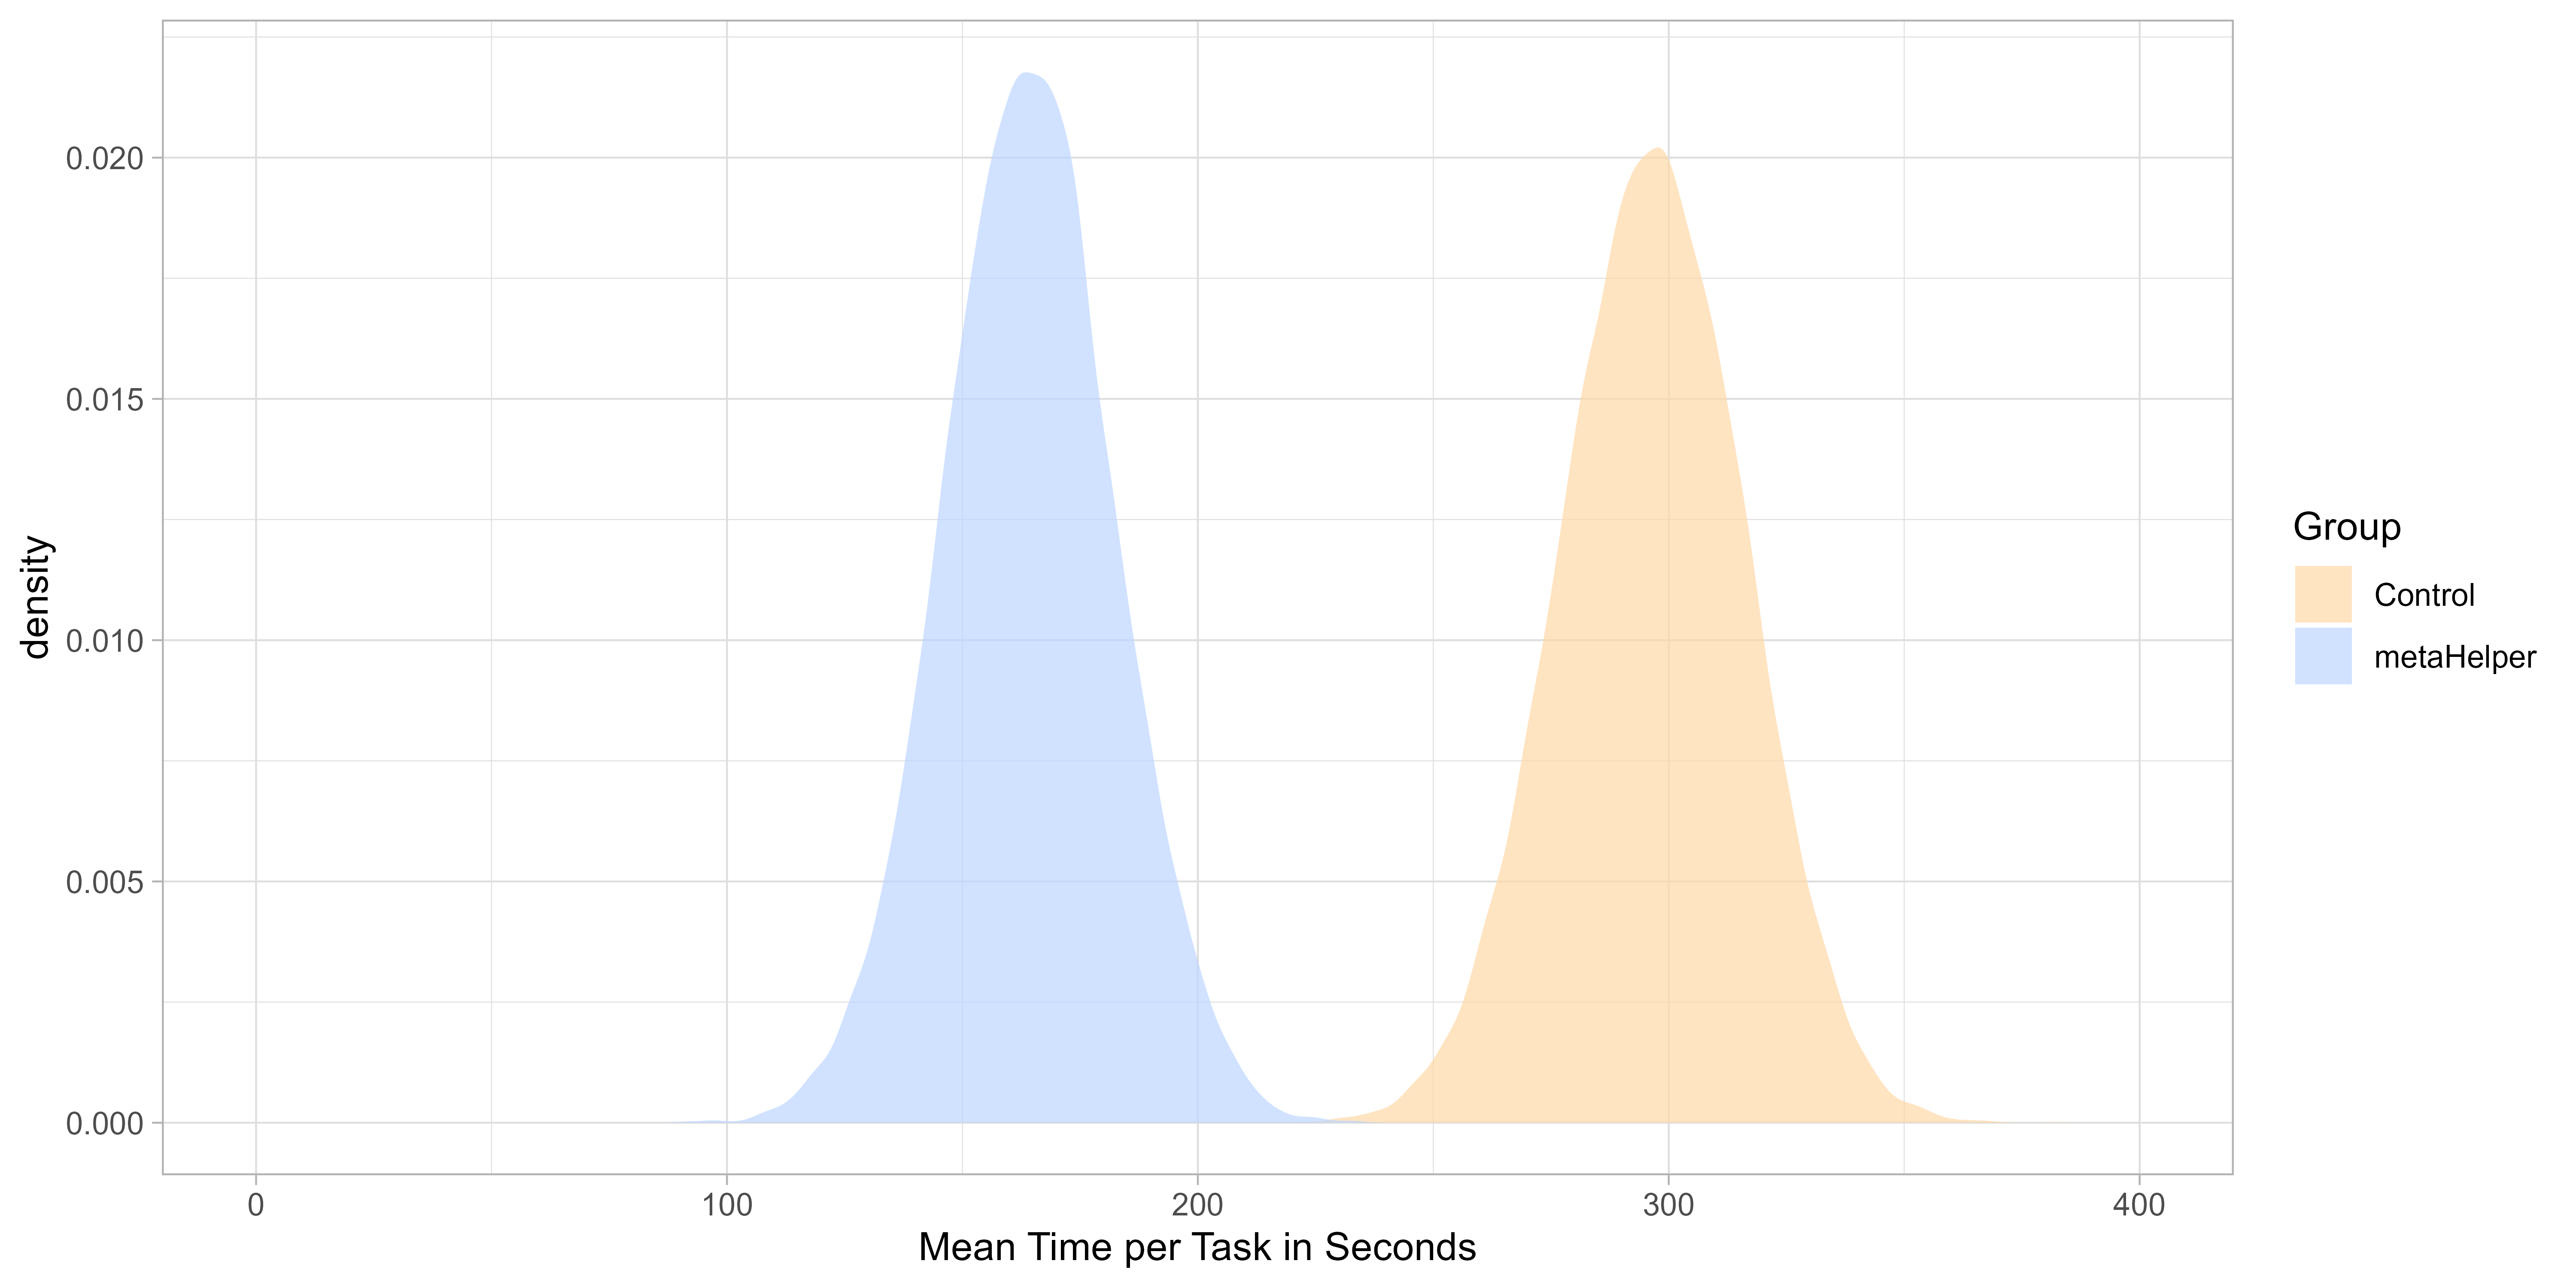 0.020
0.015
0.010
0.005
0.000
density
0 100 200 300 400
Mean Time per Task in Seconds
Group
Control
metaHelper